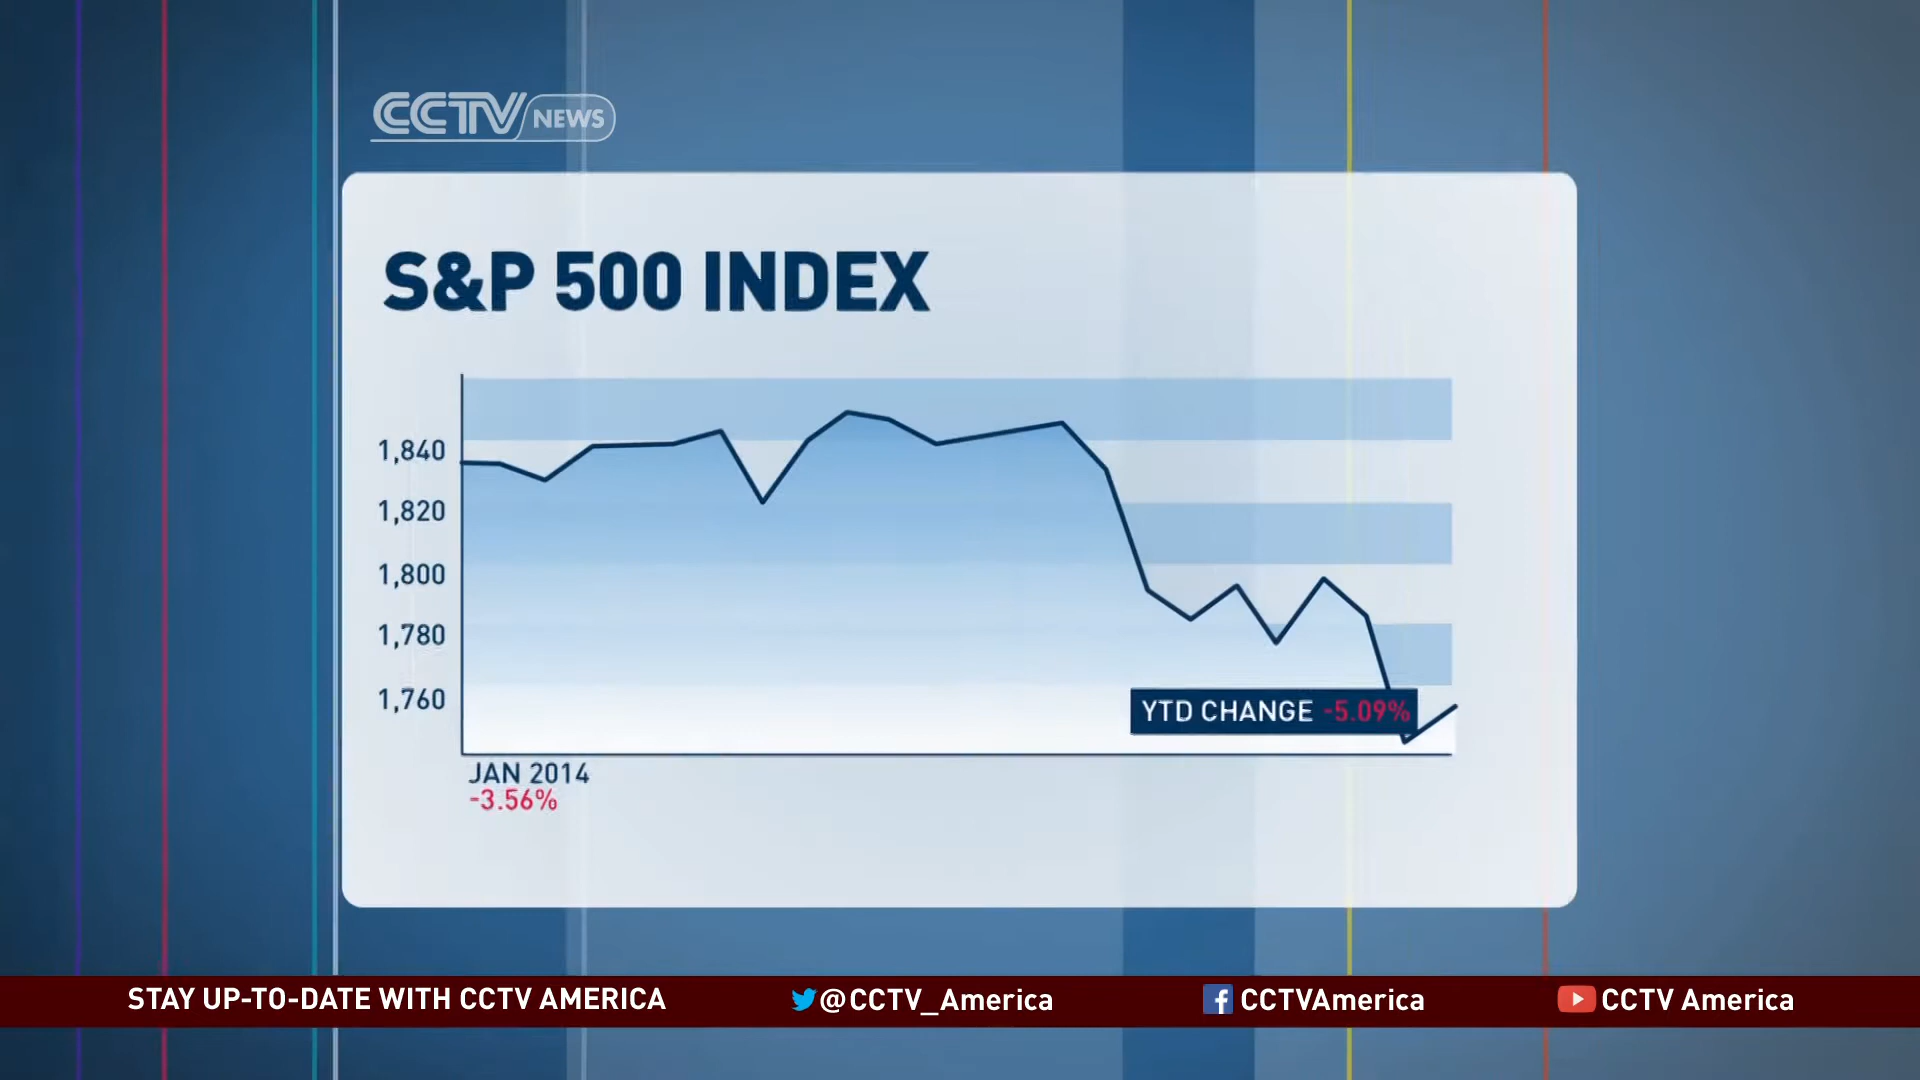 CCTV NEWS
S&P 500 INDEX
1,840
1,820
1,800
1,780
1,760
YTD CHANGE -5.09%
JAN 2014
-3.56%
STAY UP-TO-DATE WITH CCTV AMERICA @CCTV_America CCTVAmerica CCTV America